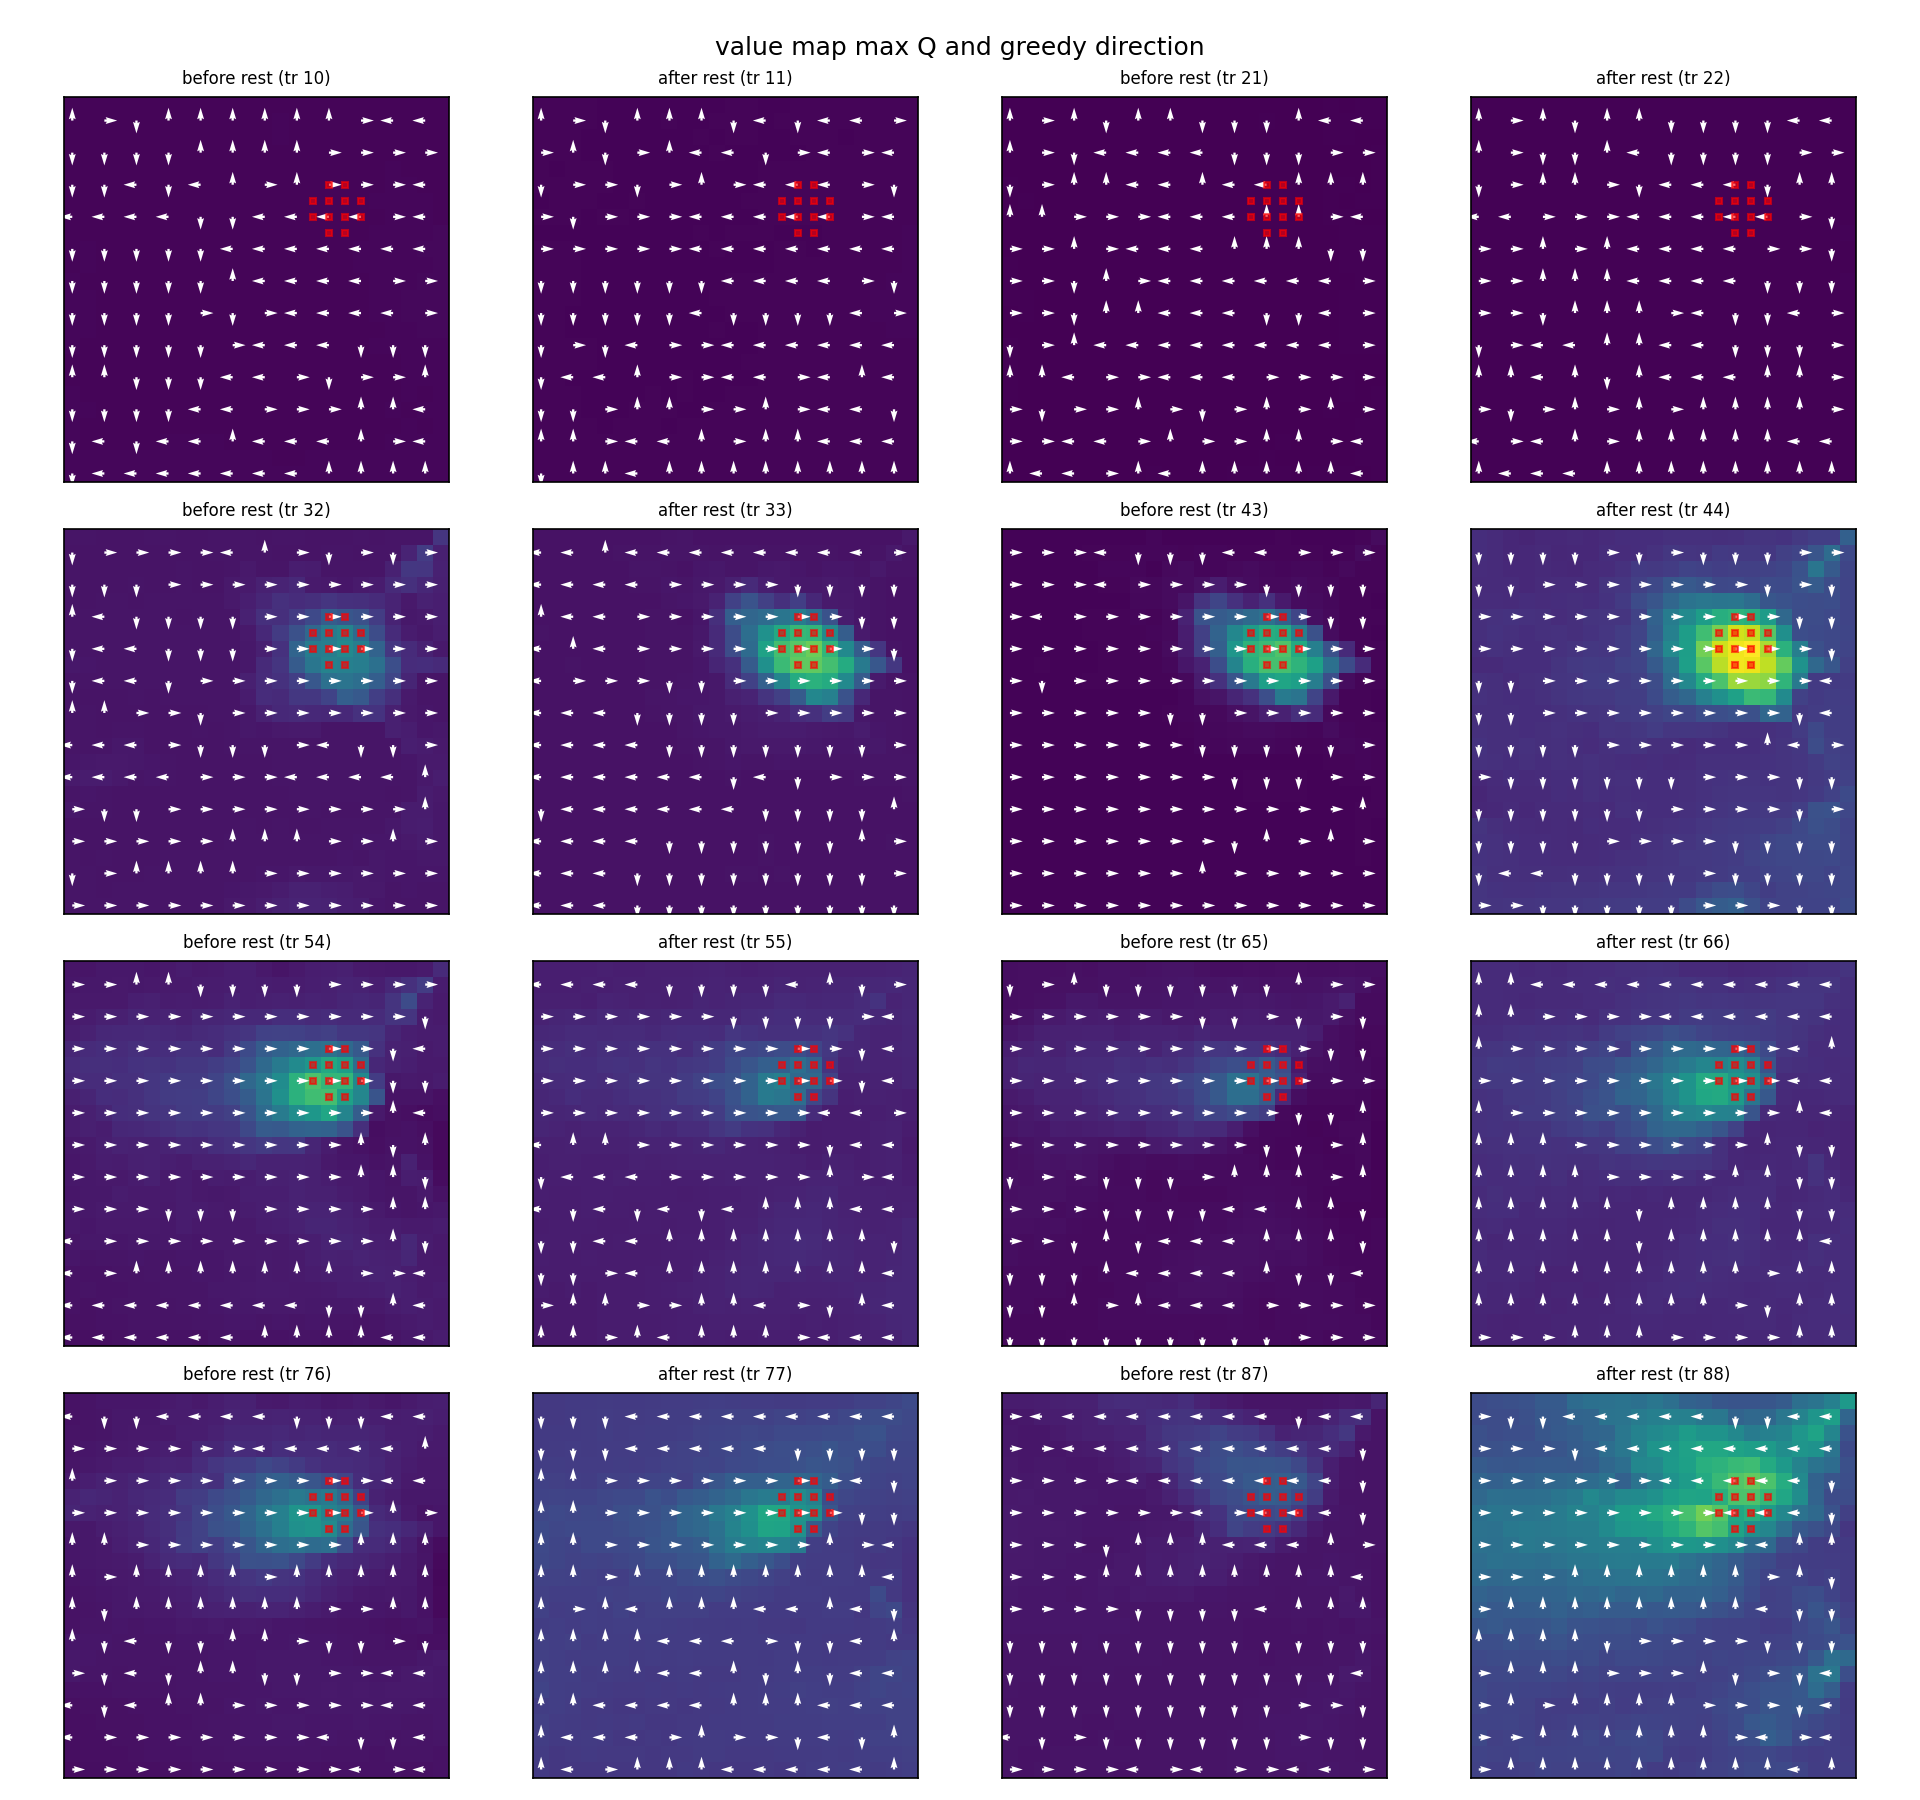 value map max Q and greedy direction
before rest (tr 10)
after rest (tr 11)
before rest (tr 21)
after rest (tr 22)
before rest (tr 32)
after rest (tr 33)
before rest (tr 43)
after rest (tr 44)
before rest (tr 54)
after rest (tr 55)
before rest (tr 65)
after rest (tr 66)
before rest (tr 76)
after rest (tr 77)
before rest (tr 87)
after rest (tr 88)